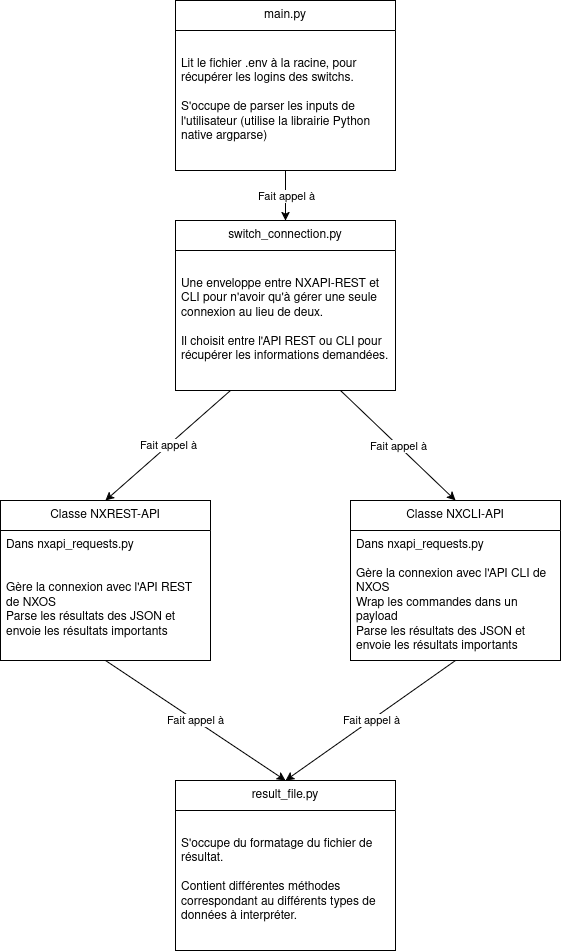 main.py
Lit le fichier .env à la racine, pour
récupérer les logins des switchs.
S'occupe de parser les inputs de
l'utilisateur (utilise la librairie Python
native argparse)
Fait appel à
switch_connection.py
Une enveloppe entre NXAPI-REST et
CLI pour n'avoir qu'à gérer une seule
connexion au lieu de deux.
Il choisit entre l'API REST ou CLI pour
récupérer les informations demandées.
Fait appel à
Fait appel à
Classe NXREST-API
Dans nxapi_requests.py
Gère la connexion avec l'API REST
de NXOS
Parse les résultats des JSON et
envoie les résultats importants
Classe NXCLI-API
Dans nxapi_requests.py
Gère la connexion avec l'API CLI de
NXOS
Wrap les commandes dans un
payload
Parse les résultats des JSON et
envoie les résultats importants
Fait appel à
Fait appel à
result_file.py
S'occupe du formatage du fichier de
résultat.
Contient différentes méthodes
correspondant au différents types de
données à interpréter.